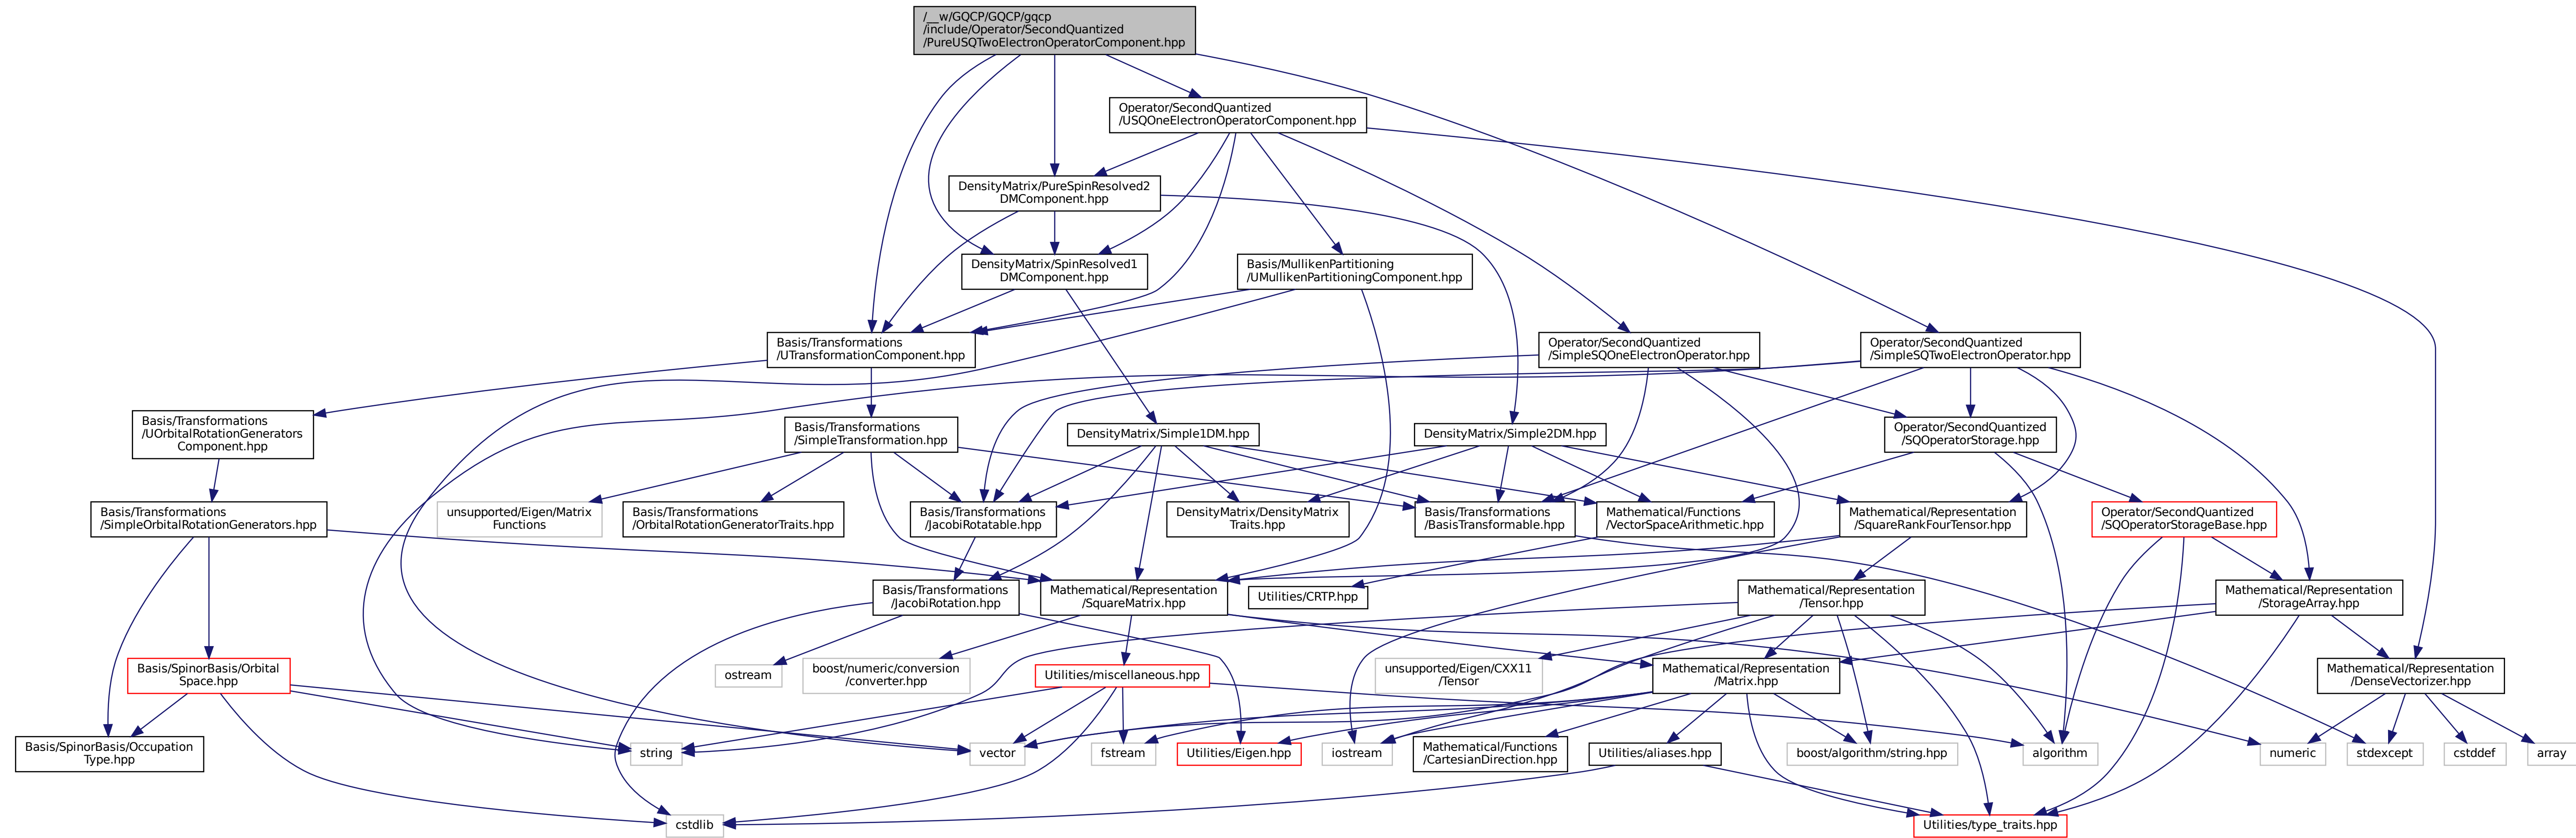 /__w/GQCP/GQCP/gqcp
/include/Operator/SecondQuantized
/PureUSQTwoElectronOperatorComponent.hpp
Operator/SecondQuantized
/USQOneElectronOperatorComponent.hpp
DensityMatrix/PureSpinResolved2
DMComponent.hpp
DensityMatrix/SpinResolved1
DMComponent.hpp
Basis/MullikenPartitioning
/UMullikenPartitioningComponent.hpp
Basis/Transformations
/UTransformationComponent.hpp
Operator/SecondQuantized
/SimpleSQOneElectronOperator.hpp
Operator/SecondQuantized
/SimpleSQTwoElectronOperator.hpp
Basis/Transformations
/UOrbitalRotationGenerators
Component.hpp
Basis/Transformations
/SimpleTransformation.hpp
DensityMatrix/Simple1DM.hpp
DensityMatrix/Simple2DM.hpp
Operator/SecondQuantized
/SQOperatorStorage.hpp
Basis/Transformations
/SimpleOrbitalRotationGenerators.hpp
unsupported/Eigen/Matrix
Functions
Basis/Transformations
/OrbitalRotationGeneratorTraits.hpp
Basis/Transformations
/JacobiRotatable.hpp
DensityMatrix/DensityMatrix
Traits.hpp
Basis/Transformations
/BasisTransformable.hpp
Mathematical/Functions
/VectorSpaceArithmetic.hpp
Mathematical/Representation
/SquareRankFourTensor.hpp
Operator/SecondQuantized
/SQOperatorStorageBase.hpp
Basis/Transformations
/JacobiRotation.hpp
Mathematical/Representation
/SquareMatrix.hpp
Utilities/CRTP.hpp
Mathematical/Representation
/Tensor.hpp
Mathematical/Representation
/StorageArray.hpp
Basis/SpinorBasis/Orbital
Space.hpp
ostream
boost/numeric/conversion
/converter.hpp
Utilities/miscellaneous.hpp
unsupported/Eigen/CXX11
/Tensor
Mathematical/Representation
/Matrix.hpp
Mathematical/Representation
/DenseVectorizer.hpp
Basis/SpinorBasis/Occupation
Type.hpp
string
vector
fstream
Utilities/Eigen.hpp
iostream
Mathematical/Functions
/CartesianDirection.hpp
Utilities/aliases.hpp
boost/algorithm/string.hpp
algorithm
numeric
stdexcept
cstddef
array
cstdlib
Utilities/type_traits.hpp